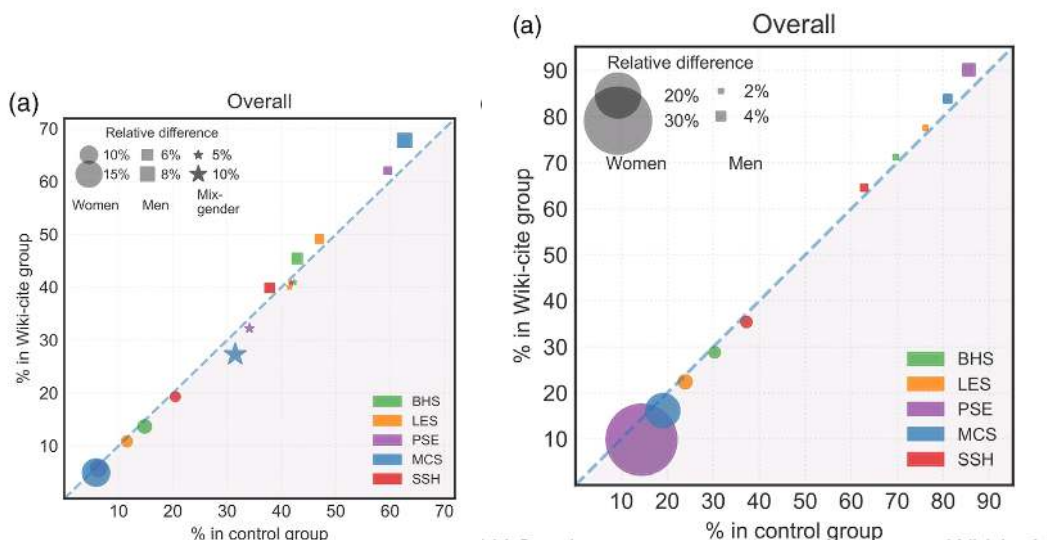 (a)
Overall
% in Wiki-cite group
70
60
50
40
30
20
10
Relative difference
10% 6% 5%
15% 8% 10%
Women Men Mix-
gender
BHS
LES
PSE
MCS
SSH
10 20 30 40 50 60 70
% in control group
(a)
Overall
% in Wiki-cite group
90
80
70
60
50
40
30
20
10
Relative difference
20% 2%
30% 4%
Women Men
BHS
LES
PSE
MCS
SSH
10 20 30 40 50 60 70 80 90
% in control group